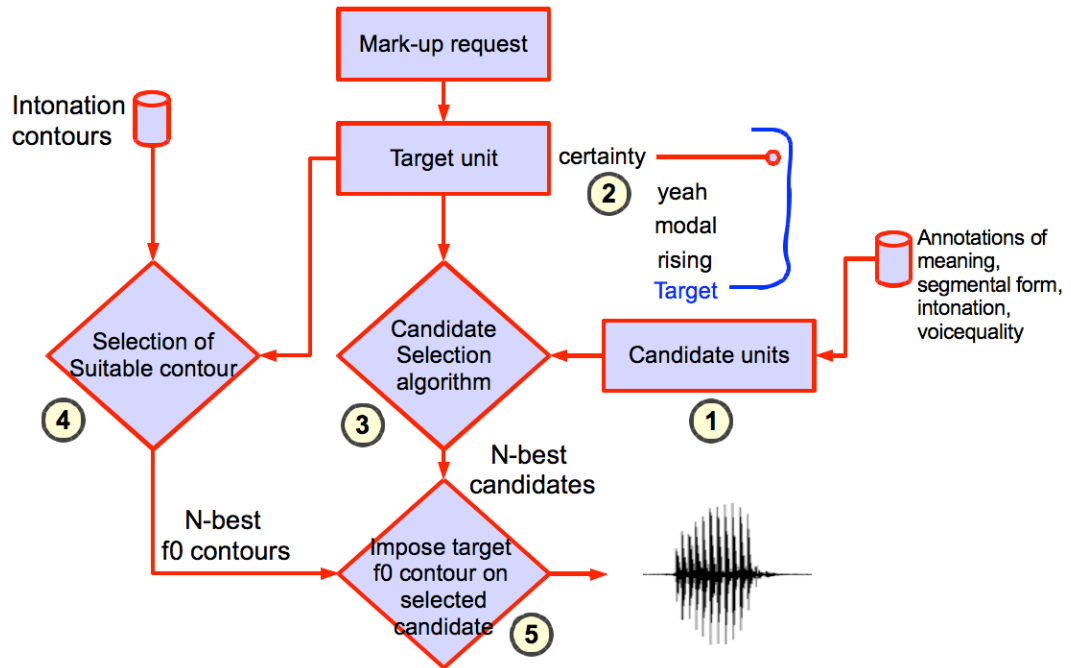 Mark-up request
Intonation
contours
Target unit
certainty
2
yeah
modal
rising
Target
Annotations of
meaning,
segmental form,
intonation,
voicequality
Selection of
Suitable contour
Candidate
Selection
algorithm
Candidate units
4
3
1
N-best
candidates
N-best
f0 contours
Impose target
f0 contour on
selected
candidate
5